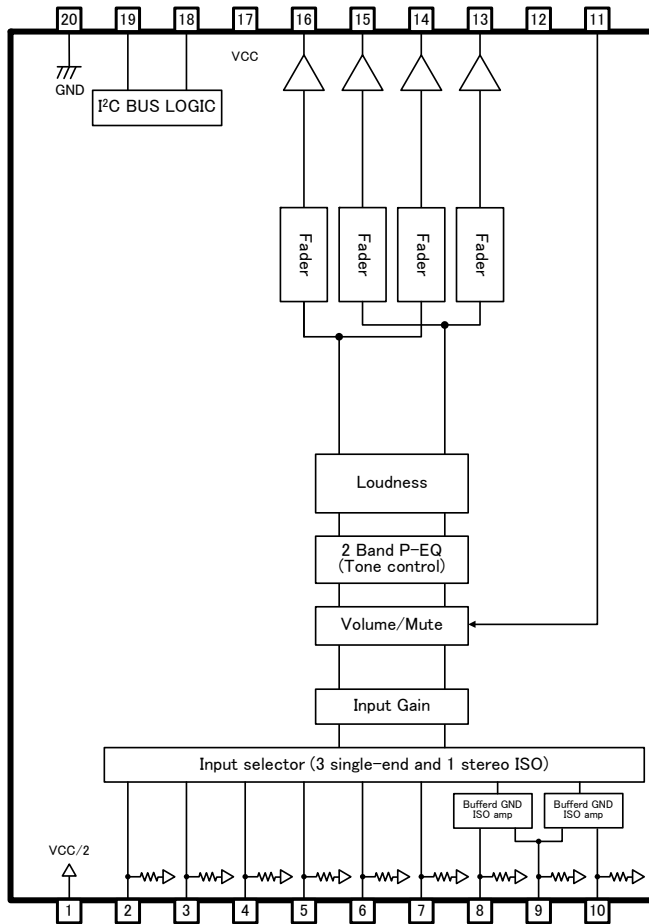 20 19 18 17 16 15 14 13 12 11
VCC
GND
I²C BUS LOGIC
Fader Fader Fader Fader
Loudness
2 Band P-EQ
(Tone control)
Volume/Mute
Input Gain
Input selector (3 single-end and 1 stereo ISO)
Bufferd GND
ISO amp
Bufferd GND
ISO amp
VCC/2
1 2 3 4 5 6 7 8 9 10